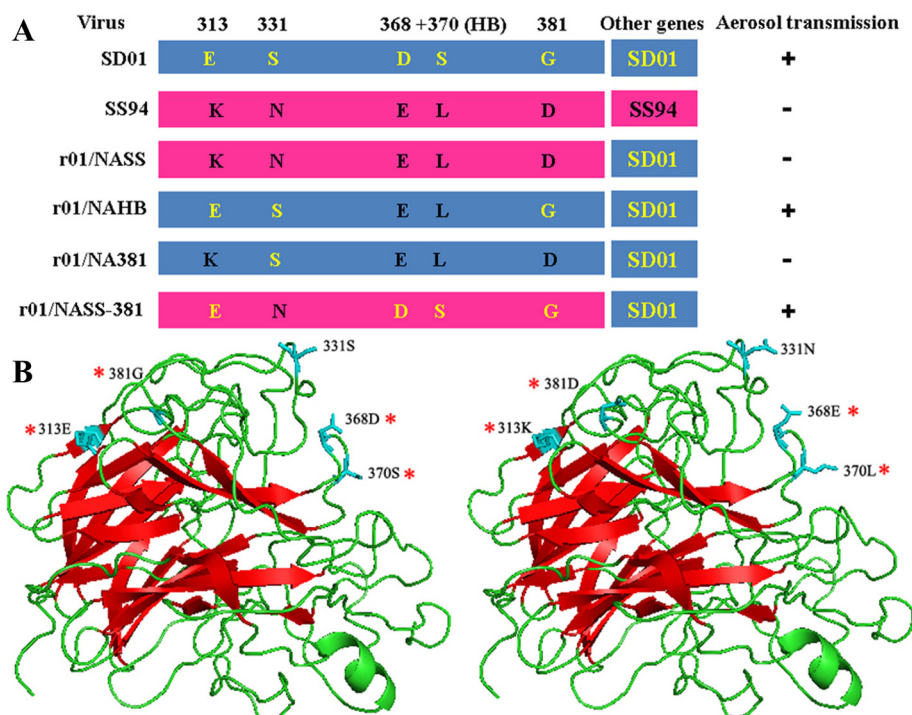 A
Virus 313 331 368 +370 (HB) 381 Other genes Aerosol transmission
SD01 E S D S G SD01 +
SS94 K N E L D SS94 -
r01/NASS K N E L D SD01 -
r01/NAHB E S E L G SD01 +
r01/NA381 K S E L D SD01 -
r01/NASS-381 E N D S G SD01 +
B
331S
* 381G
* 313E
368D *
370S *
331N
* 381D
* 313K
368E *
370L *